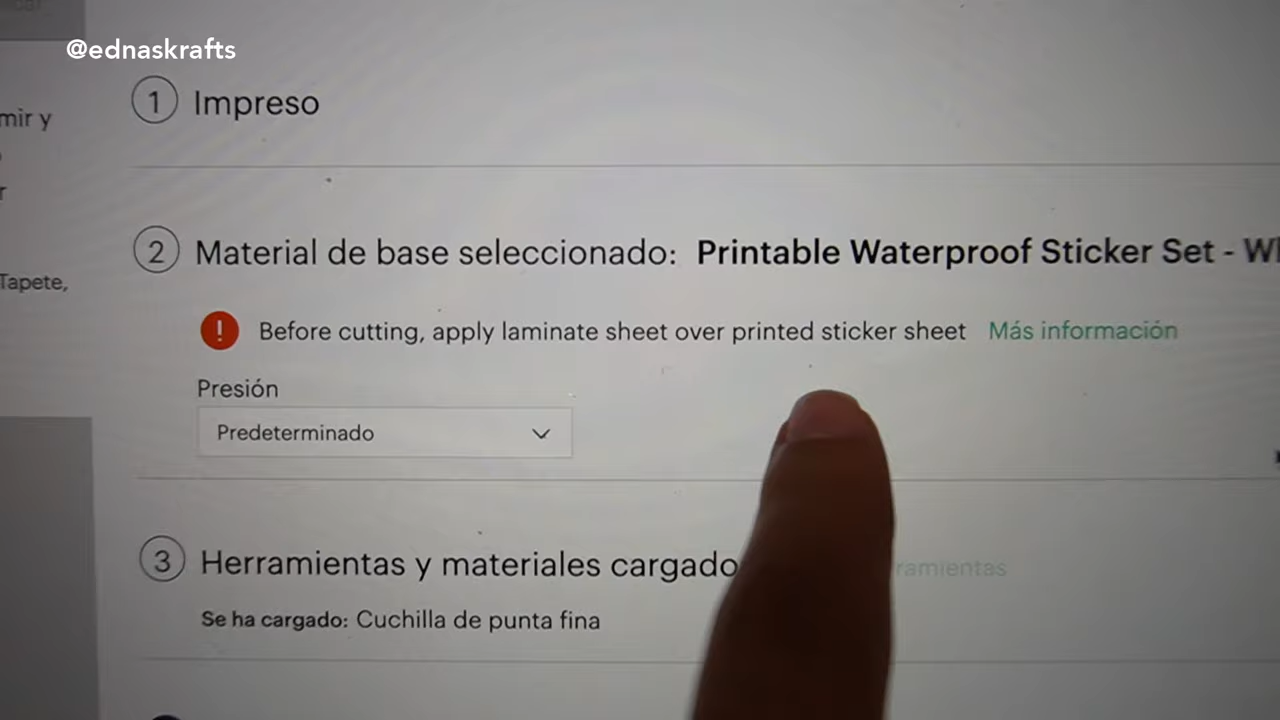 @ednaskrafts
1 Impreso
mir y
r
2 Material de base seleccionado: Printable Waterproof Sticker Set -
! Before cutting, apply laminate sheet over printed sticker sheet Más información
Tapete,
Presión
Predeterminado
3 Herramientas y materiales cargado
ramientas
Se ha cargado: Cuchilla de punta fina